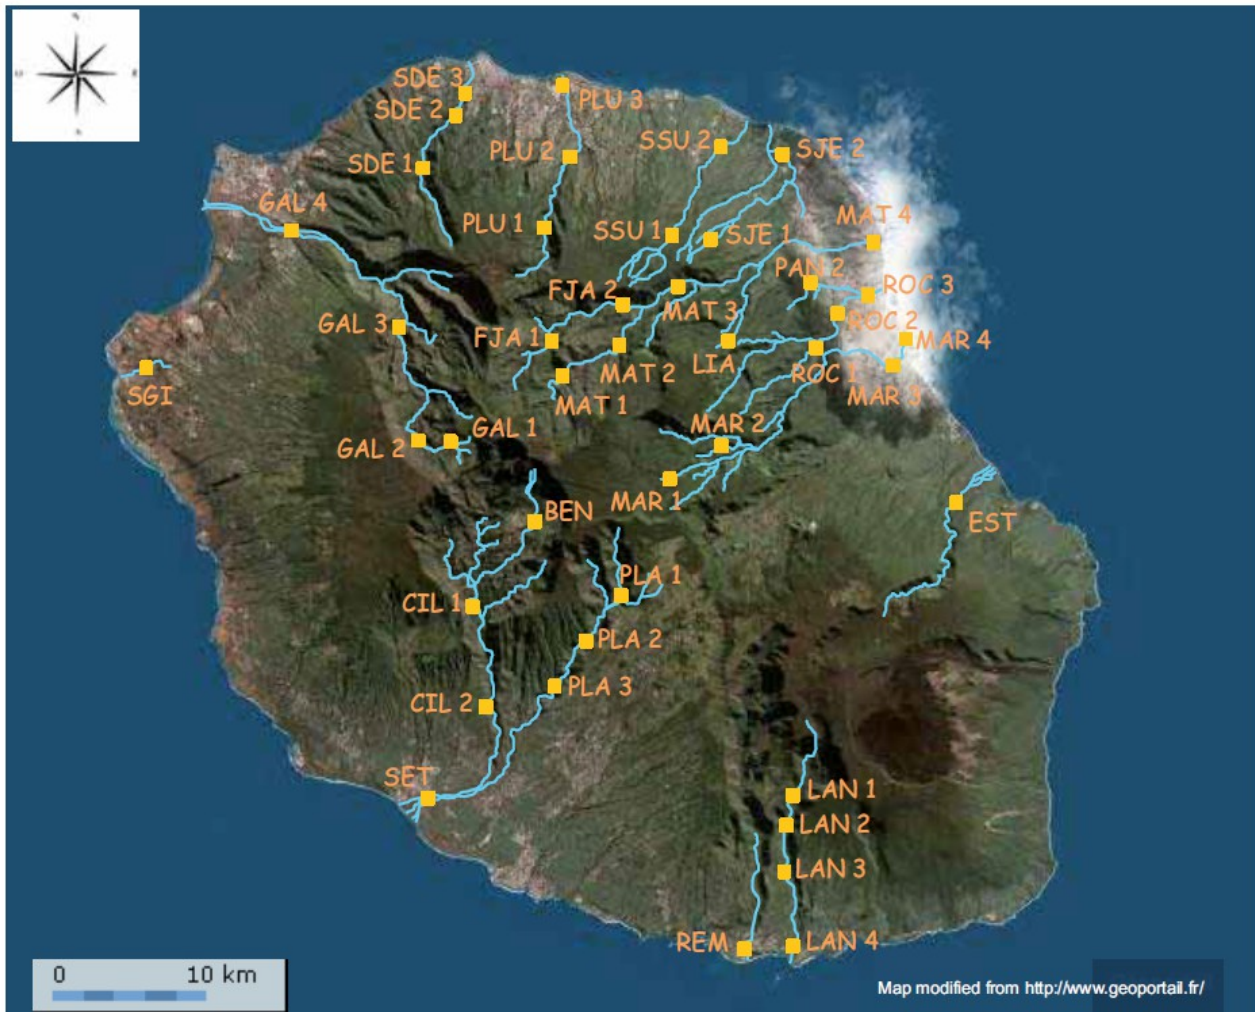 SDE 3
PLU 3
SDE 2
SSU 2
PLU 2
SJE 2
SDE 1
GAL 4
MAT 4
PLU 1
SSU 1
SJE 1
PAN 2
FJA 2
ROC 3
MAT 3
ROC 2
GAL 3
FJA 1
MAR 4
MAT 2
LIA
ROC 1
SGI
MAR 3
MAT 1
MAR 2
GAL 1
GAL 2
MAR 1
BEN
EST
PLA 1
CIL 1
PLA 2
PLA 3
CIL 2
SET
LAN 1
LAN 2
LAN 3
REM
LAN 4
0 10 km
Map modified from http://www.geoportail.fr/